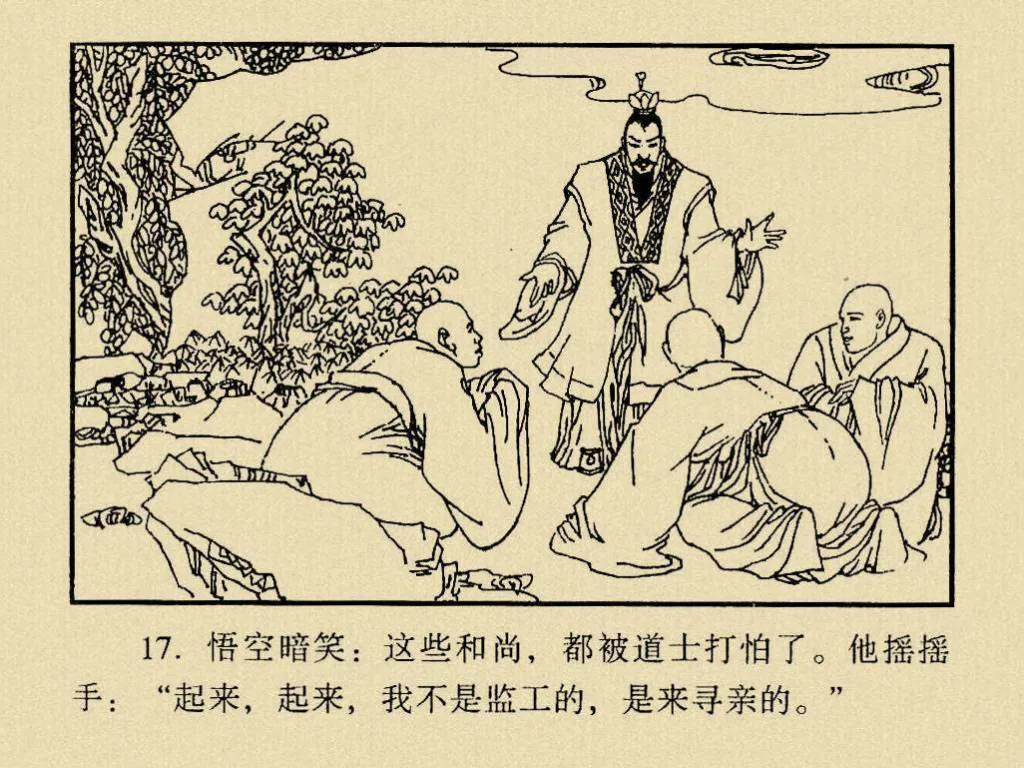 17. 悟空暗笑：这些和尚，都被道士打怕了。他摇摇
手：“起来，起来，我不是监工的，是来寻亲的。”